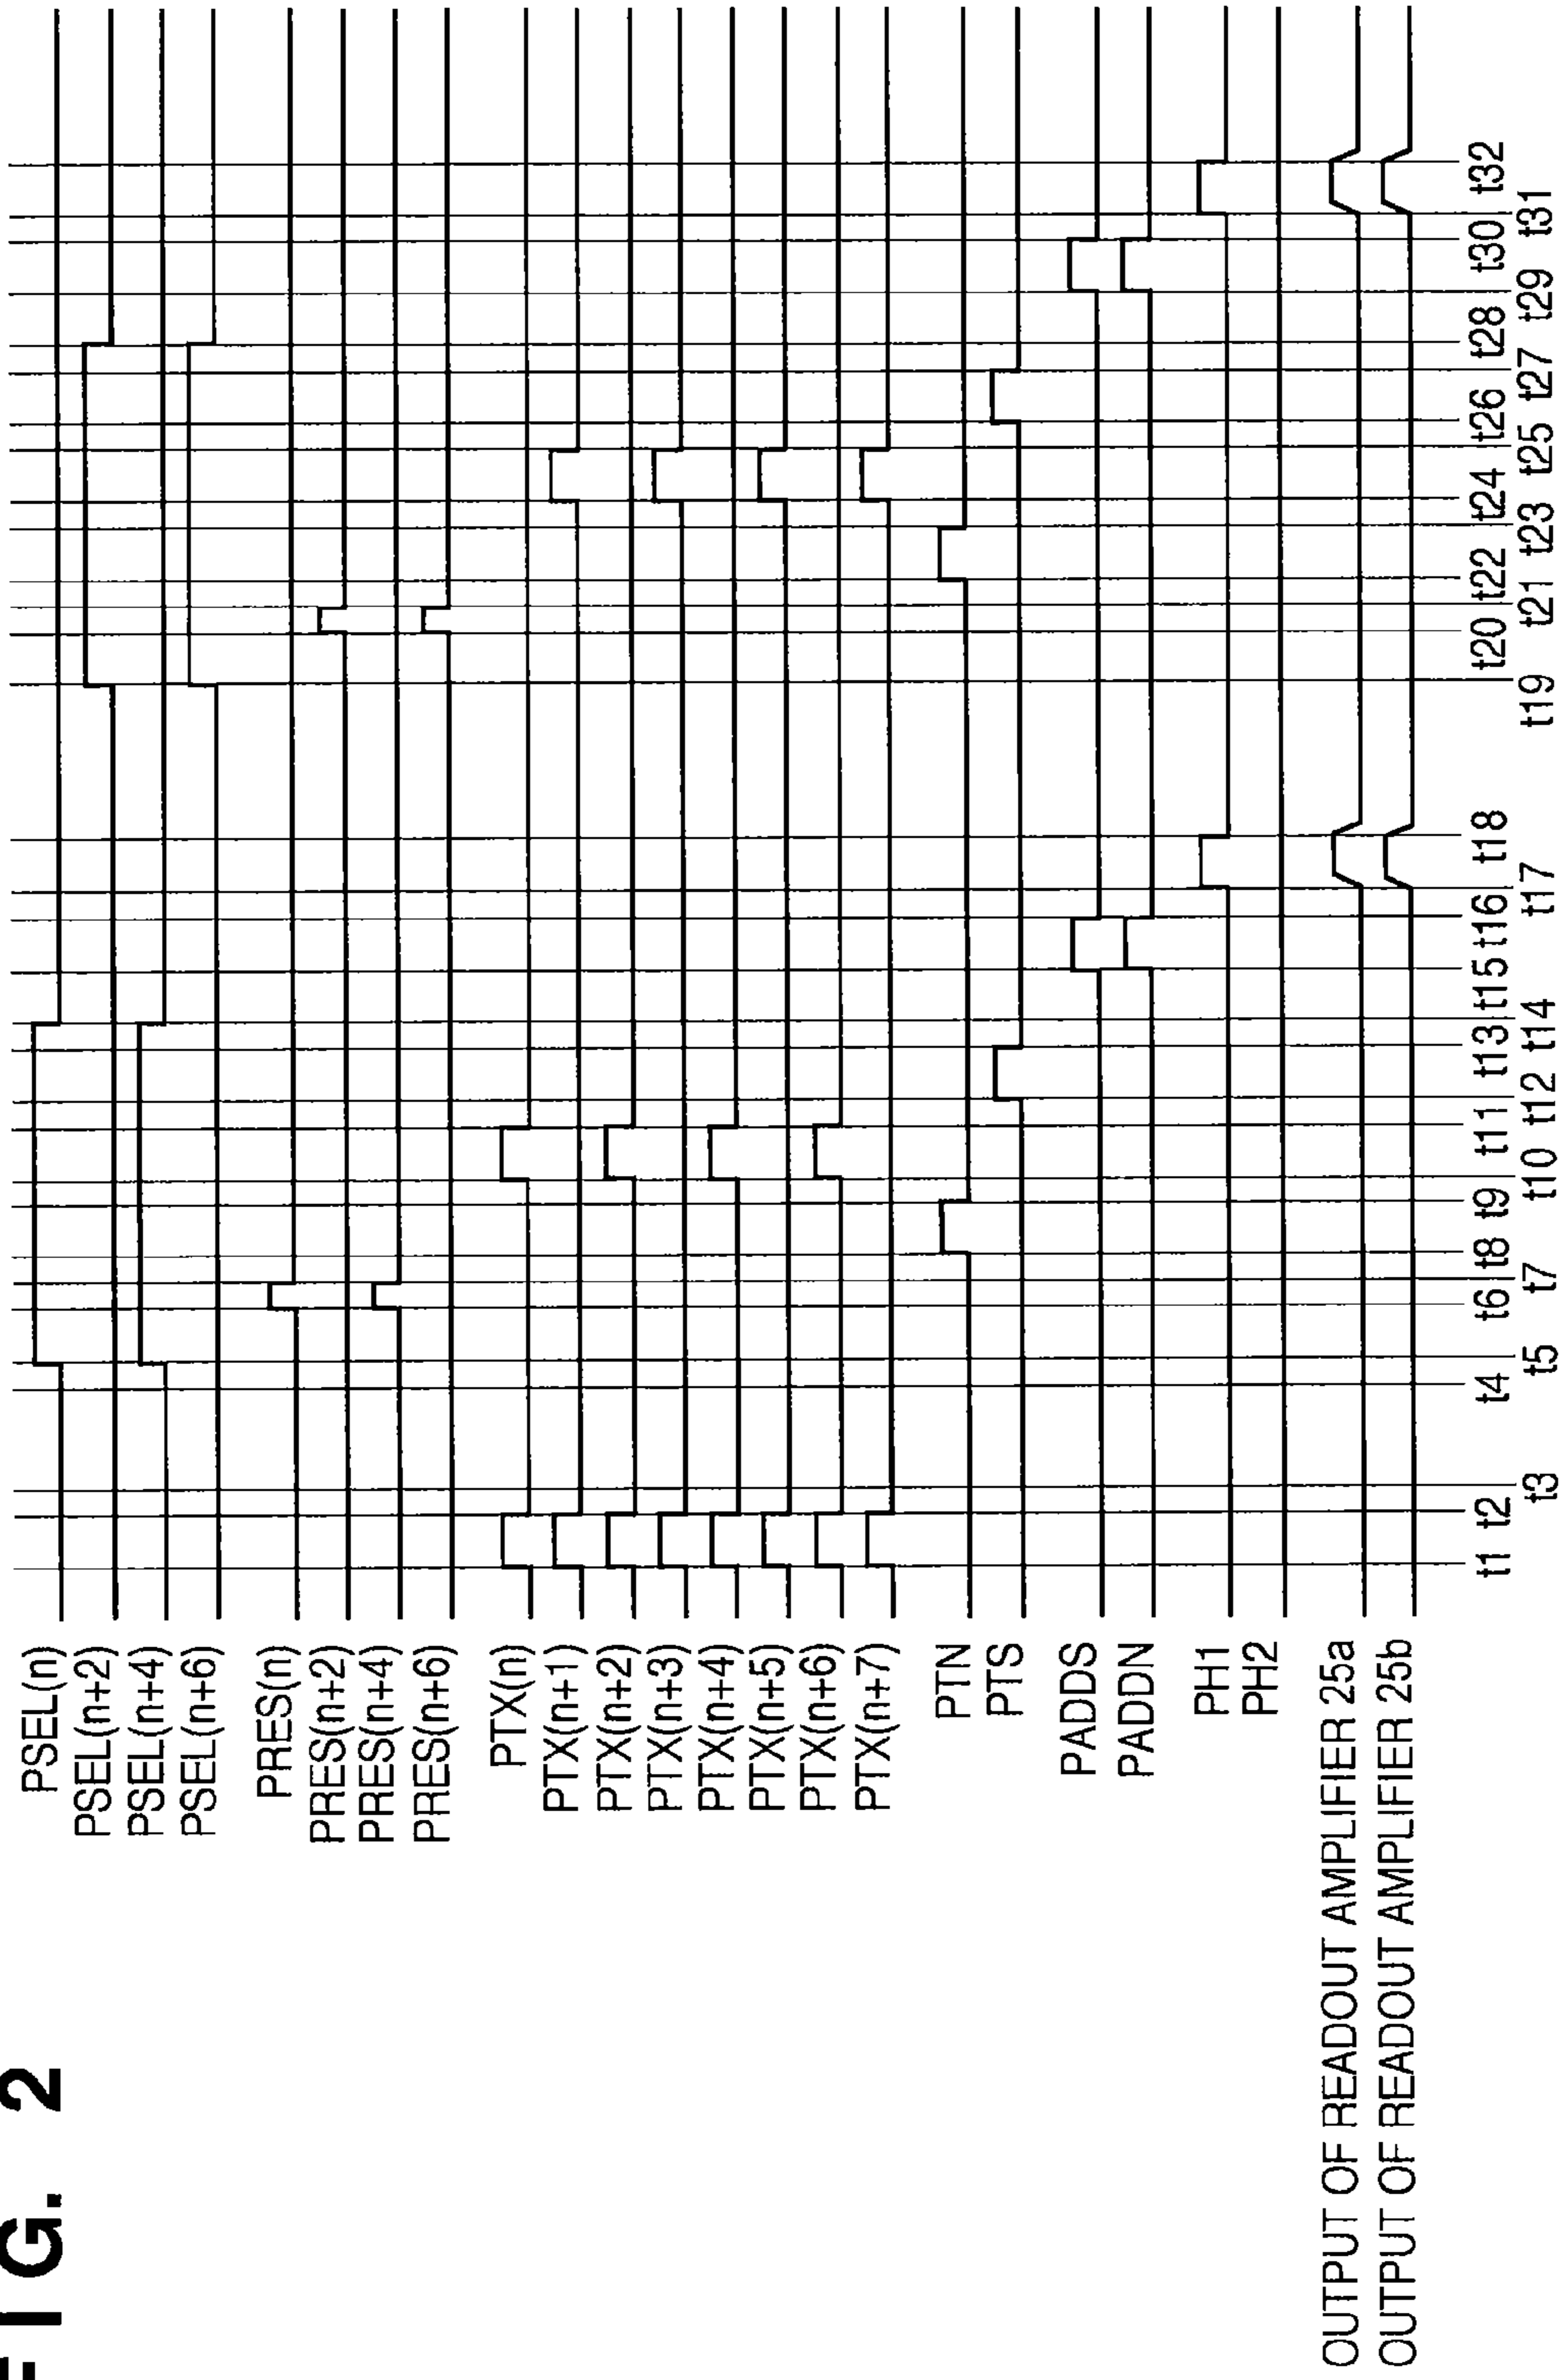 FIG. 2
PSEL(n)
PSEL(n+2)
PSEL(n+4)
PSEL(n+6)
PRES(n)
PRES(n+2)
PRES(n+4)
PRES(n+6)
PTX(n)
PTX(n+1)
PTX(n+2)
PTX(n+3)
PTX(n+4)
PTX(n+5)
PTX(n+6)
PTX(n+7)
PTN
PTS
PADDS
PADDN
PH1
PH2
OUTPUT OF READOUT AMPLIFIER 25a
OUTPUT OF READOUT AMPLIFIER 25b
t1 t2 t4 t6 t8 t9 t11 t13 t15 t16 t18 t20 t22 t24 t26 t28 t30 t32
t3 t5 t7 t10 t12 t14 t17 t19 t21 t23 t25 t27 t29 t31